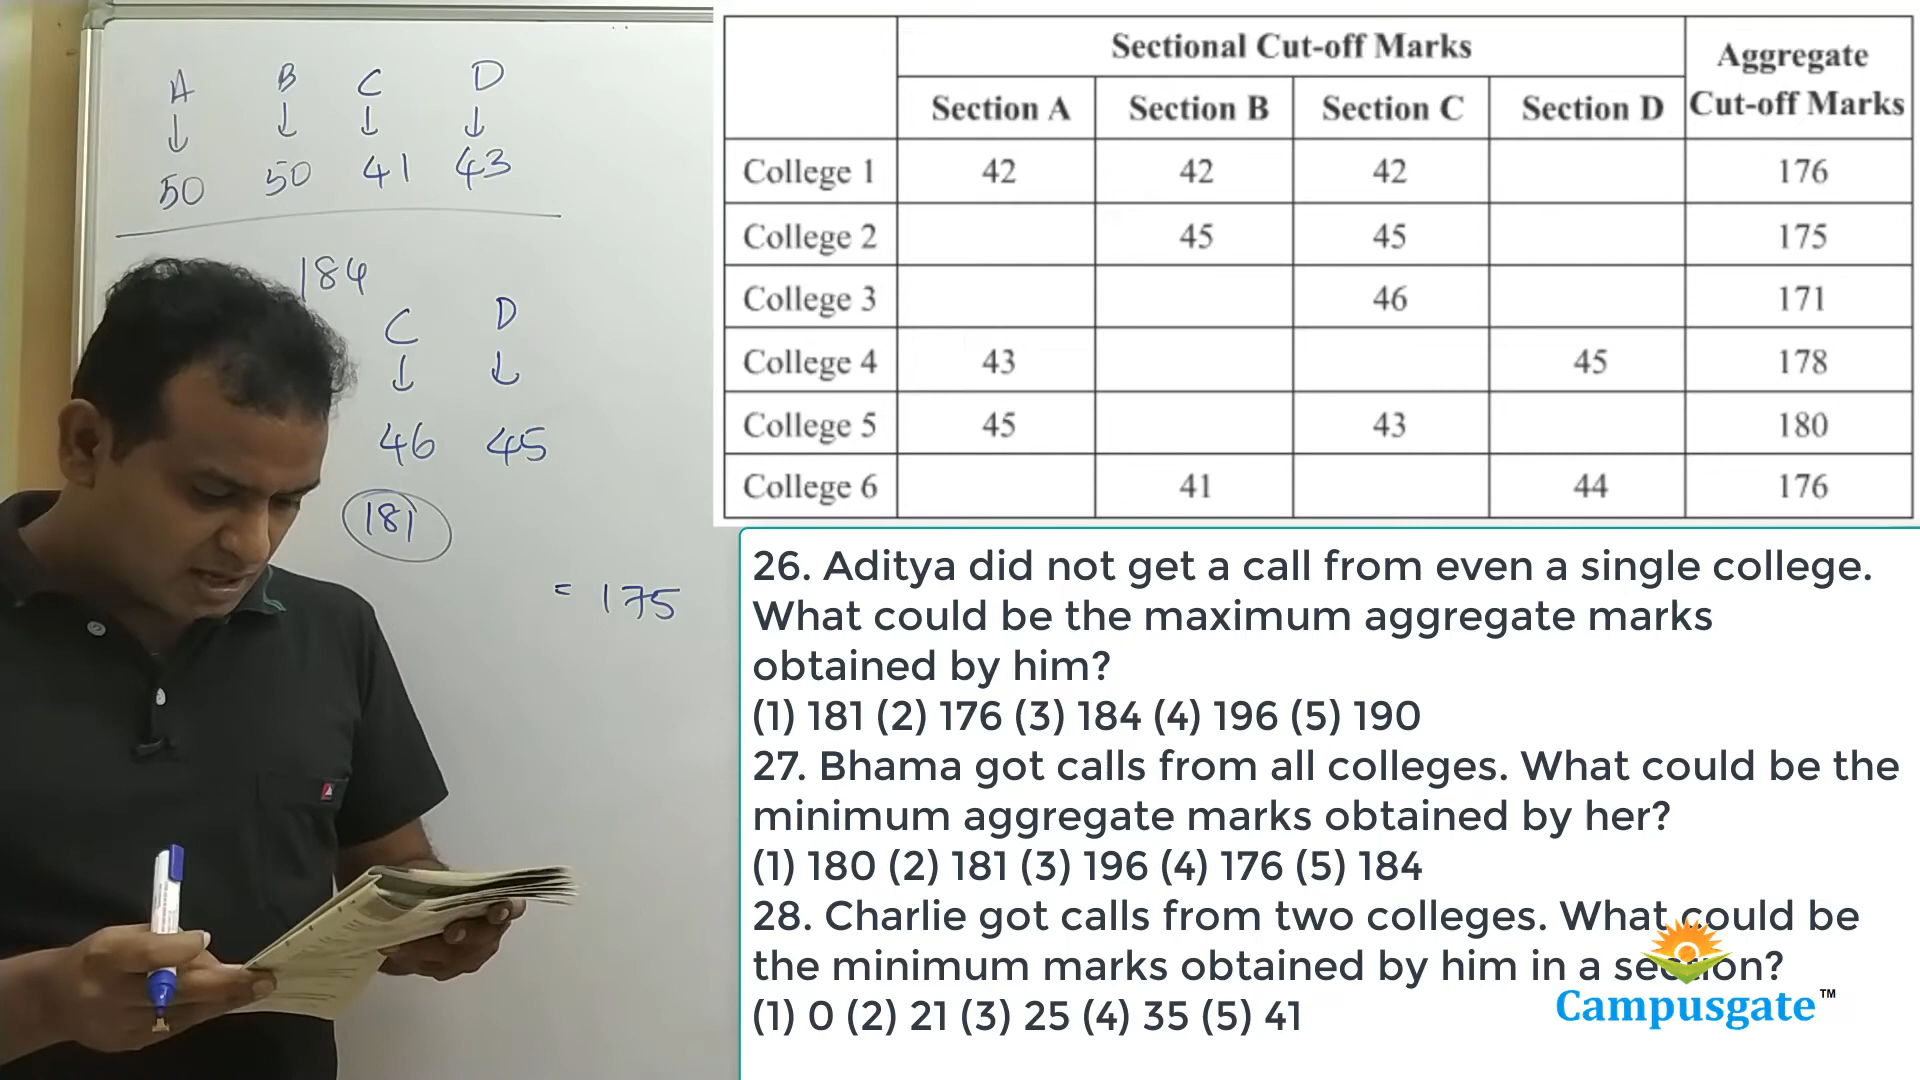 A B C D
↓ ↓ ↓ ↓
50 50 41 43
184
C D
↓ ↓
46 45
181
= 175
Sectional Cut-off Marks Aggregate Cut-off Marks
Section A Section B Section C Section D
College 1 42 42 42 176
College 2 45 45 175
College 3 46 171
College 4 43 45 178
College 5 45 43 180
College 6 41 44 176
26. Aditya did not get a call from even a single college.
What could be the maximum aggregate marks
obtained by him?
(1) 181 (2) 176 (3) 184 (4) 196 (5) 190
27. Bhama got calls from all colleges. What could be the
minimum aggregate marks obtained by her?
(1) 180 (2) 181 (3) 196 (4) 176 (5) 184
28. Charlie got calls from two colleges. What could be
the minimum marks obtained by him in a section?
(1) 0 (2) 21 (3) 25 (4) 35 (5) 41
Campusgate™